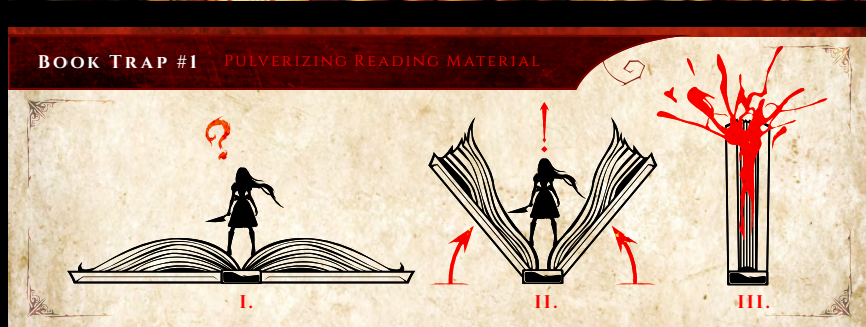 Book Trap #1 Pulverizing Reading Material
?
!
I. II. III.